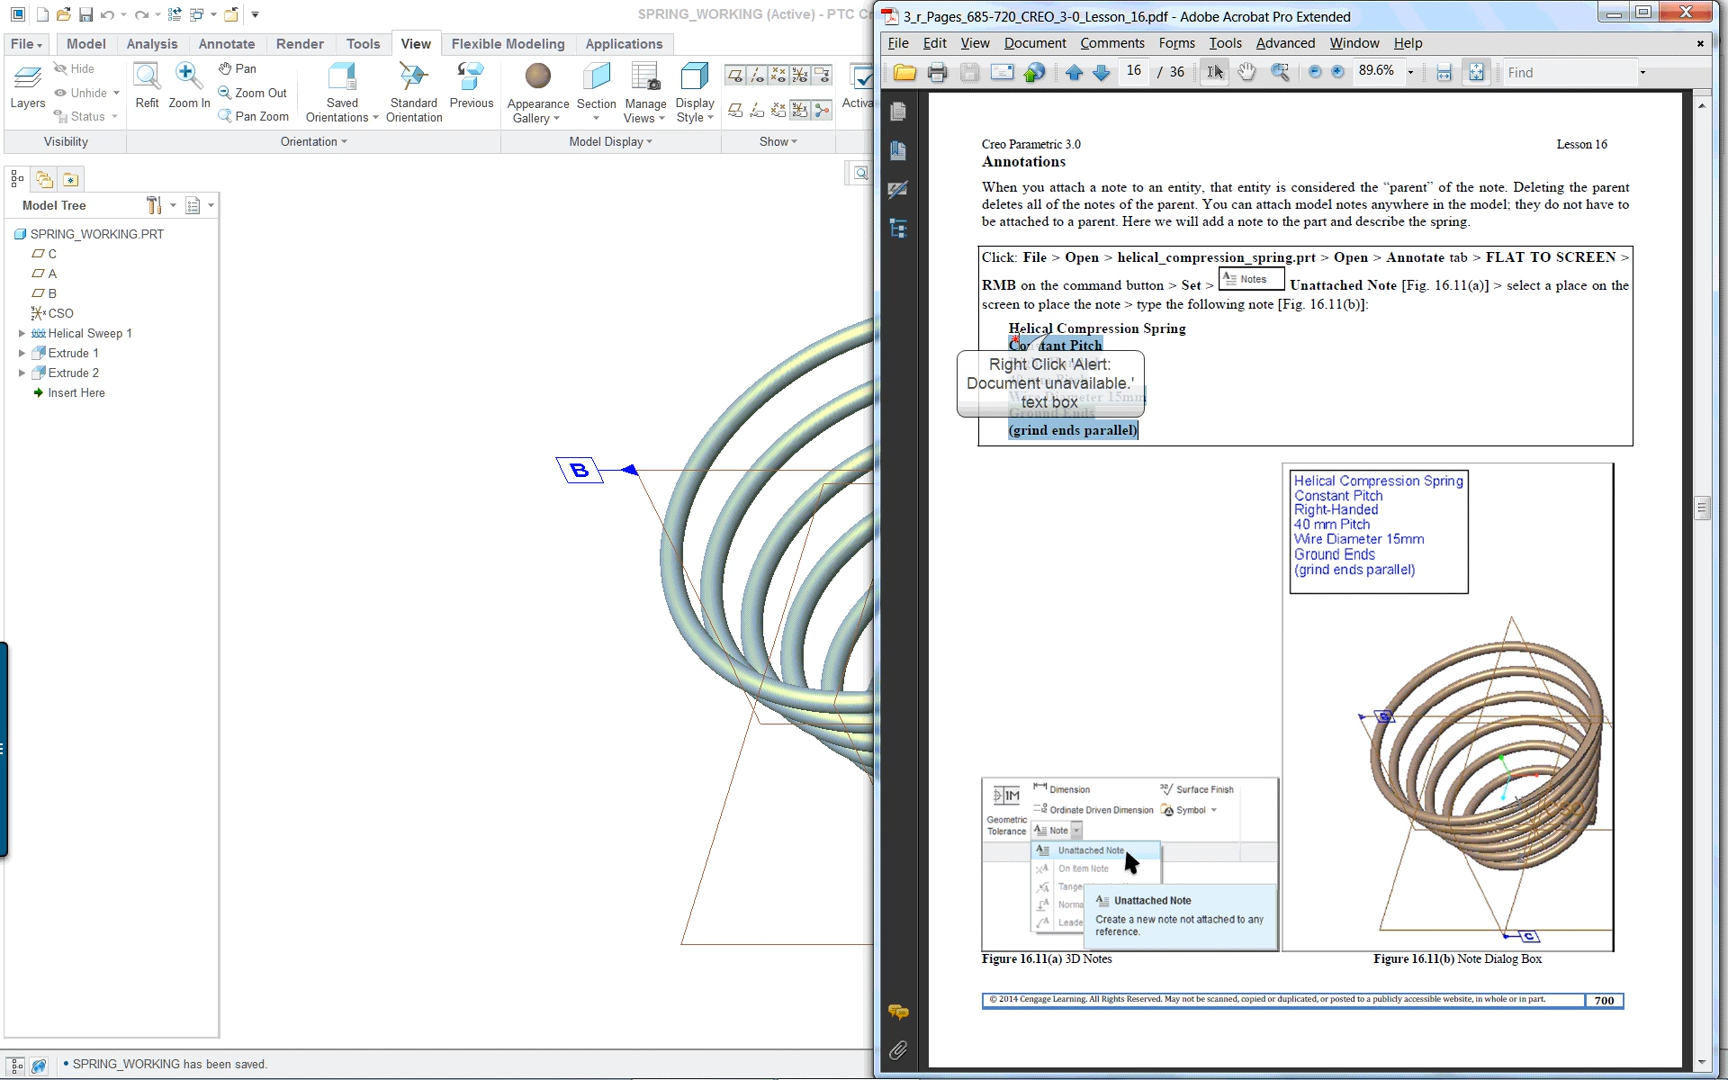 SPRING_WORKING (Active) - PTC Cr
File
Model
Analysis
Annotate
Render
Tools
View
Flexible Modeling
Applications
Layers
Hide
Unhide
Status
Refit
Zoom In
Pan
Zoom Out
Pan Zoom
Saved
Orientations
Standard
Orientation
Previous
Appearance
Gallery
Section
Manage
Views
Display
Style
Activa
Visibility
Orientation
Model Display
Show
Model Tree
SPRING_WORKING.PRT
C
A
B
CSO
Helical Sweep 1
Extrude 1
Extrude 2
Insert Here
B
• SPRING_WORKING has been saved.
3_r_Pages_685-720_CREO_3-0_Lesson_16.pdf - Adobe Acrobat Pro Extended
File Edit View Document Comments Forms Tools Advanced Window Help
16 / 36
89.6%
Find
Creo Parametric 3.0
Lesson 16
Annotations
When you attach a note to an entity, that entity is considered the “parent” of the note. Deleting the parent
deletes all of the notes of the parent. You can attach model notes anywhere in the model; they do not have to
be attached to a parent. Here we will add a note to the part and describe the spring.
Click: File > Open > helical_compression_spring.prt > Open > Annotate tab > FLAT TO SCREEN >
RMB on the command button > Set > Notes Unattached Note [Fig. 16.11(a)] > select a place on the
screen to place the note > type the following note [Fig. 16.11(b)]:
Helical Compression Spring
Constant Pitch
Right Click 'Alert:
Document unavailable.'
text box
Wire Diameter 15mm
Ground Ends
(grind ends parallel)
Helical Compression Spring
Constant Pitch
Right-Handed
40 mm Pitch
Wire Diameter 15mm
Ground Ends
(grind ends parallel)
B
C
Geometric
Tolerance
Dimension
Surface Finish
Ordinate Driven Dimension
Symbol
Note
Unattached Note
On Item Note
Tange
Norma
Leade
Unattached Note
Create a new note not attached to any
reference.
Figure 16.11(a) 3D Notes
Figure 16.11(b) Note Dialog Box
© 2014 Cengage Learning. All Rights Reserved. May not be scanned, copied or duplicated, or posted to a publicly accessible website, in whole or in part.
700